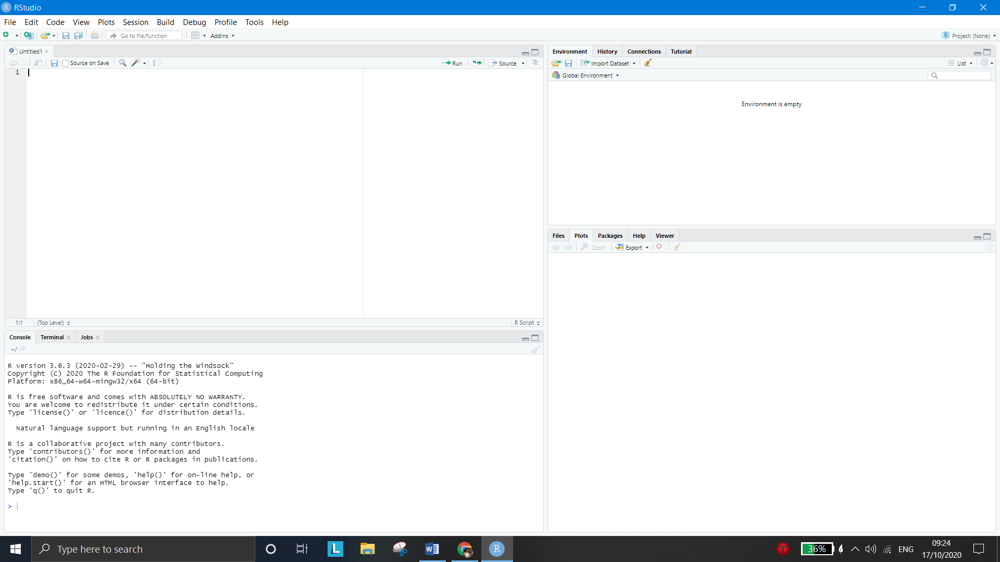 RStudio
File Edit Code View Plots Session Build Debug Profile Tools Help
Go to file/function Addins Project: (None)
Untitled1
Source on Save Run Source
1
1:1 (Top Level) R Script
Console Terminal Jobs
~/
R version 3.6.3 (2020-02-29) -- "Holding the Windsock"
Copyright (C) 2020 The R Foundation for Statistical Computing
Platform: x86_64-w64-mingw32/x64 (64-bit)
R is free software and comes with ABSOLUTELY NO WARRANTY.
You are welcome to redistribute it under certain conditions.
Type 'license()' or 'licence()' for distribution details.
Natural language support but running in an English locale
R is a collaborative project with many contributors.
Type 'contributors()' for more information and
'citation()' on how to cite R or R packages in publications.
Type 'demo()' for some demos, 'help()' for on-line help, or
'help.start()' for an HTML browser interface to help.
Type 'q()' to quit R.
>
Environment History Connections Tutorial
Import Dataset List
Global Environment
Environment is empty
Files Plots Packages Help Viewer
Zoom Export
Type here to search
36% ENG
09:24
17/10/2020